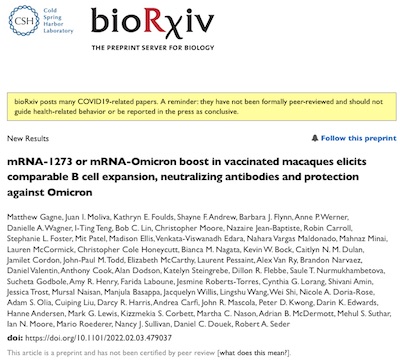 CSH
Cold
Spring
Harbor
Laboratory
bioRxiv
THE PREPRINT SERVER FOR BIOLOGY
bioRxiv posts many COVID19-related papers. A reminder: they have not been formally peer-reviewed and should not
guide health-related behavior or be reported in the press as conclusive.
New Results
Follow this preprint
mRNA-1273 or mRNA-Omicron boost in vaccinated macaques elicits
comparable B cell expansion, neutralizing antibodies and protection
against Omicron
Matthew Gagne, Juan I. Moliva, Kathryn E. Foulds, Shayne F. Andrew, Barbara J. Flynn, Anne P. Werner,
Danielle A. Wagner, I-Ting Teng, Bob C. Lin, Christopher Moore, Nazaire Jean-Baptiste, Robin Carroll,
Stephanie L. Foster, Mit Patel, Madison Ellis, Venkata-Viswanadh Edara, Nahara Vargas Maldonado, Mahnaz Minai,
Lauren McCormick, Christopher Cole Honeycutt, Bianca M. Nagata, Kevin W. Bock, Caitlyn N. M. Dulan,
Jamilet Cordon, John-Paul M. Todd, Elizabeth McCarthy, Laurent Pessaint, Alex Van Ry, Brandon Narvaez,
Daniel Valentin, Anthony Cook, Alan Dodson, Katelyn Steingrebe, Dillon R. Flebbe, Saule T. Nurmukhambetova,
Sucheta Godbole, Amy R. Henry, Farida Laboune, Jesmine Roberts-Torres, Cynthia G. Lorang, Shivani Amin,
Jessica Trost, Mursal Naisan, Manjula Basappa, Jacquelyn Willis, Lingshu Wang, Wei Shi, Nicole A. Doria-Rose,
Adam S. Olia, Cuiping Liu, Darcy R. Harris, Andrea Carfi, John R. Mascola, Peter D. Kwong, Darin K. Edwards,
Hanne Andersen, Mark G. Lewis, Kizzmekia S. Corbett, Martha C. Nason, Adrian B. McDermott, Mehul S. Suthar,
Ian N. Moore, Mario Roederer, Nancy J. Sullivan, Daniel C. Douek, Robert A. Seder
doi: https://doi.org/10.1101/2022.02.03.479037
This article is a preprint and has not been certified by peer review [what does this mean?].